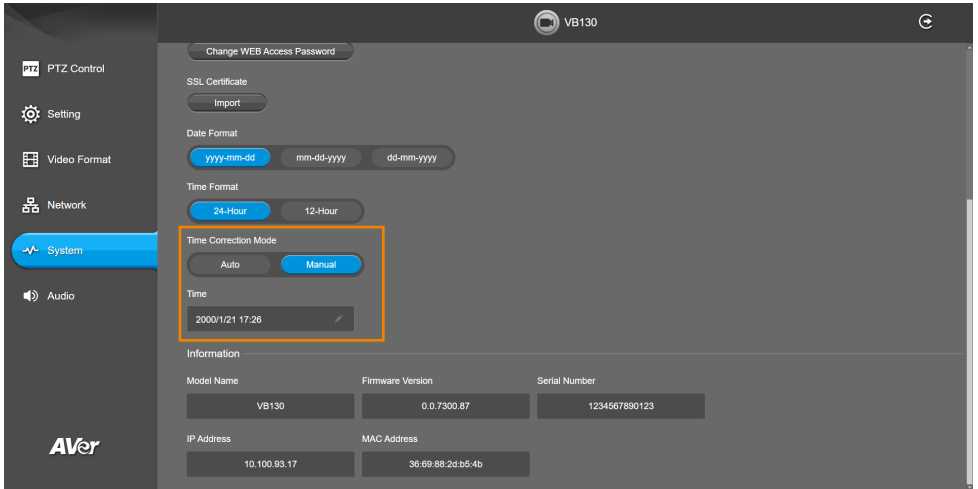 VB130
PTZ PTZ Control
Setting
Video Format
Network
System
Audio
AVer
Change WEB Access Password
SSL Certificate
Import
Date Format
yyyy-mm-dd mm-dd-yyyy dd-mm-yyyy
Time Format
24-Hour 12-Hour
Time Correction Mode
Auto Manual
Time
2000/1/21 17:26
Information
Model Name Firmware Version Serial Number
VB130 0.0.7300.87 1234567890123
IP Address MAC Address
10.100.93.17 36:69:88:2d:b5:4b